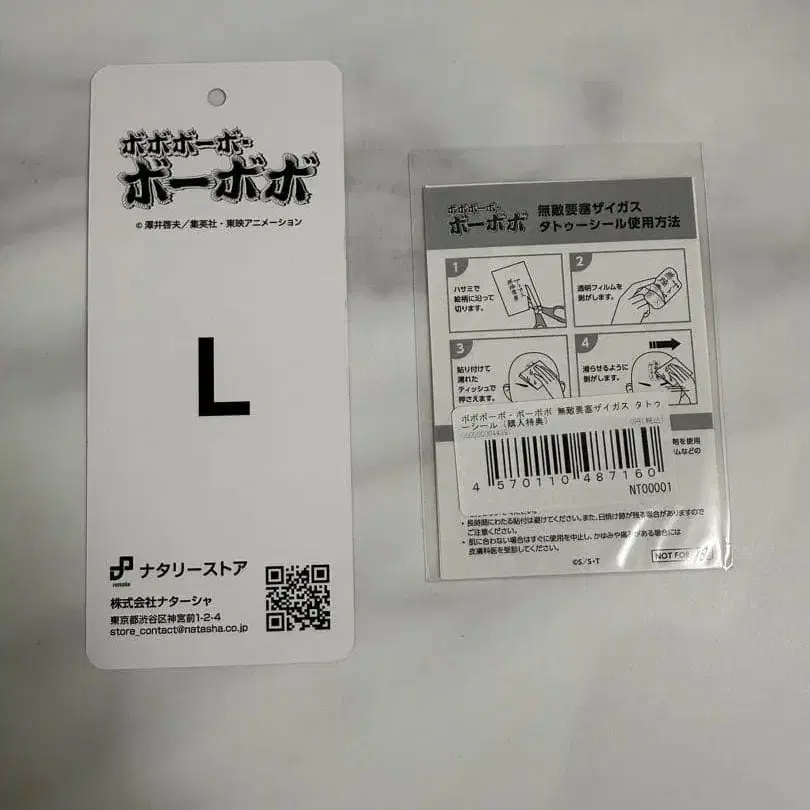 ボボボーボ・
ボーボボ
© 澤井啓夫／集英社・東映アニメーション
L
ナタリーストア
natalie
株式会社ナターシャ
東京都渋谷区神宮前1-2-4
store_contact@natasha.co.jp
ボボボーボ・
ボーボボ
無敵要塞ザイガス
タトゥーシール使用方法
1
ハサミで
絵柄に沿って
切ります。
2
透明フィルムを
剥がします。
3
貼り付けて
濡れた
ティッシュで
押さえます。
4
滑らせるように
剥がします。
ボボボーボ・ボーボボ 無敵要塞ザイガス タトゥ
ーシール（購入特典）
0円(税込)
4 570110 487160
NT00001
剤を使用
ムなどの
・長時間にわたる貼付は避けてください。また、日焼け跡が残る場合がありますので
ご注意ください。
・肌に合わない場合はすぐに使用を中止し、かゆみや痛みがある場合には
皮膚科医を受診してください。
©S/S・T
NOT FOR